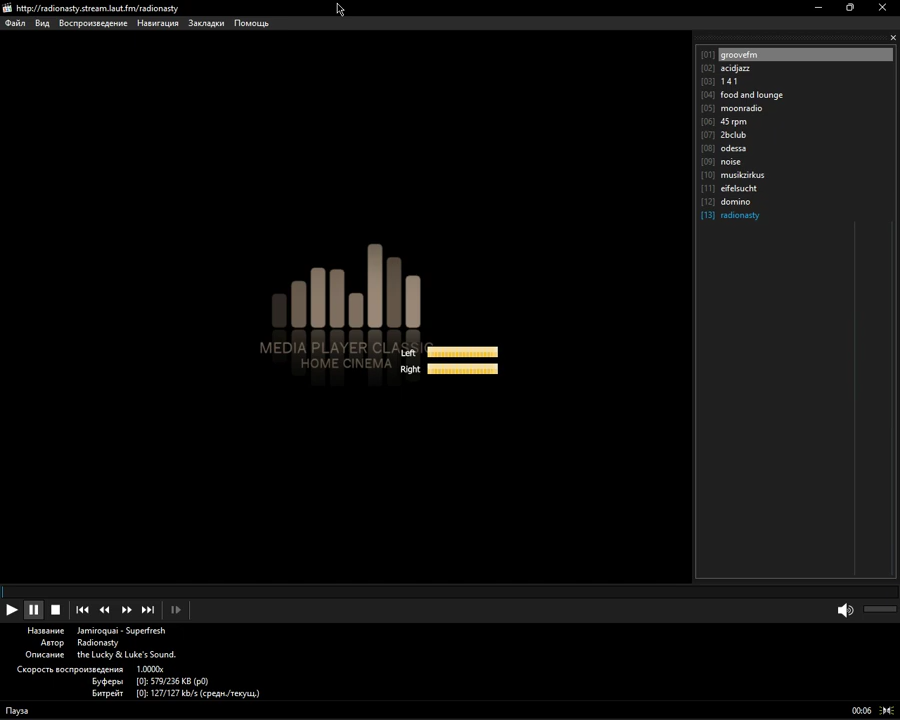 http://radionasty.stream.laut.fm/radionasty
Файл Вид Воспроизведение Навигация Закладки Помощь
[01] groovefm
[02] acidjazz
[03] 1 4 1
[04] food and lounge
[05] moonradio
[06] 45 rpm
[07] 2bclub
[08] odessa
[09] noise
[10] musikzirkus
[11] eifelsucht
[12] domino
[13] radionasty
MEDIA PLAYER CLASSIC
HOME CINEMA
Left
Right
Название Jamiroquai - Superfresh
Автор Radionasty
Описание the Lucky & Luke's Sound.
Скорость воспроизведения 1.0000x
Буферы [0]: 579/236 KB (p0)
Битрейт [0]: 127/127 kb/s (средн./текущ.)
Пауза 00:06